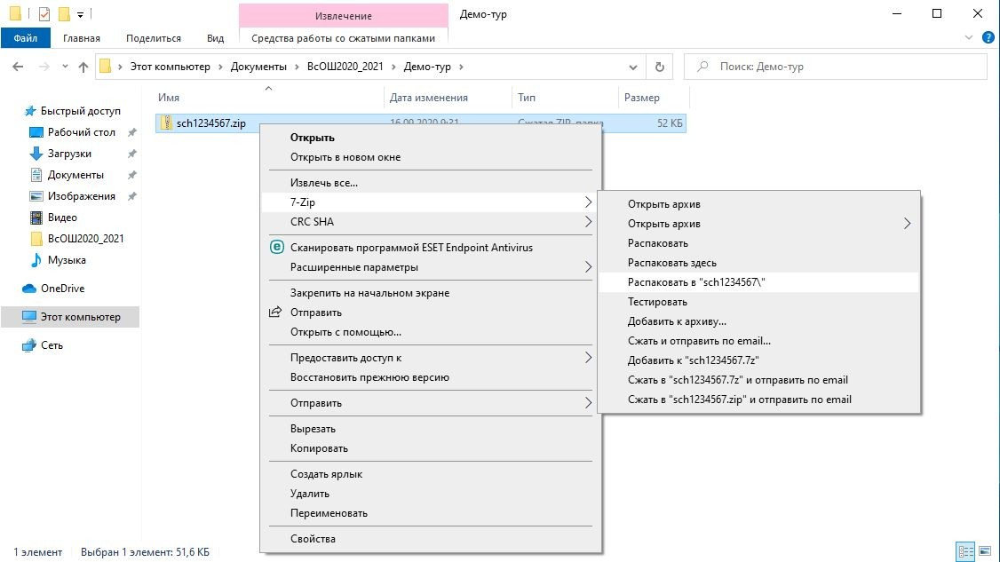 Извлечение
Демо-тур
Файл
Главная
Поделиться
Вид
Средства работы со сжатыми папками
Этот компьютер
Документы
ВсОШ2020_2021
Демо-тур
Поиск: Демо-тур
Имя
Дата изменения
Тип
Размер
sch1234567.zip
16.09.2020 9:31
Сжатая ZIP-папка
52 КБ
Быстрый доступ
Рабочий стол
Загрузки
Документы
Изображения
Видео
ВсОШ2020_2021
Музыка
OneDrive
Этот компьютер
Сеть
Открыть
Открыть в новом окне
Извлечь все...
7-Zip
CRC SHA
Сканировать программой ESET Endpoint Antivirus
Расширенные параметры
Закрепить на начальном экране
Отправить
Открыть с помощью...
Предоставить доступ к
Восстановить прежнюю версию
Отправить
Вырезать
Копировать
Создать ярлык
Удалить
Переименовать
Свойства
Открыть архив
Открыть архив
Распаковать
Распаковать здесь
Распаковать в "sch1234567\"
Тестировать
Добавить к архиву...
Сжать и отправить по email...
Добавить к "sch1234567.7z"
Сжать в "sch1234567.7z" и отправить по email
Сжать в "sch1234567.zip" и отправить по email
1 элемент
Выбран 1 элемент: 51,6 КБ